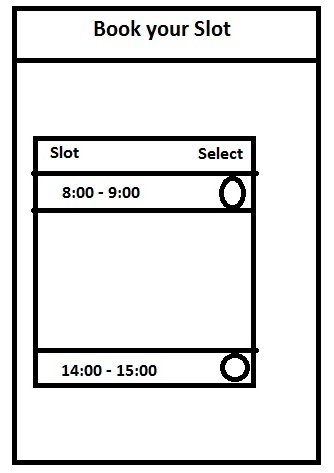 Book your Slot
Slot Select
8:00 - 9:00
14:00 - 15:00